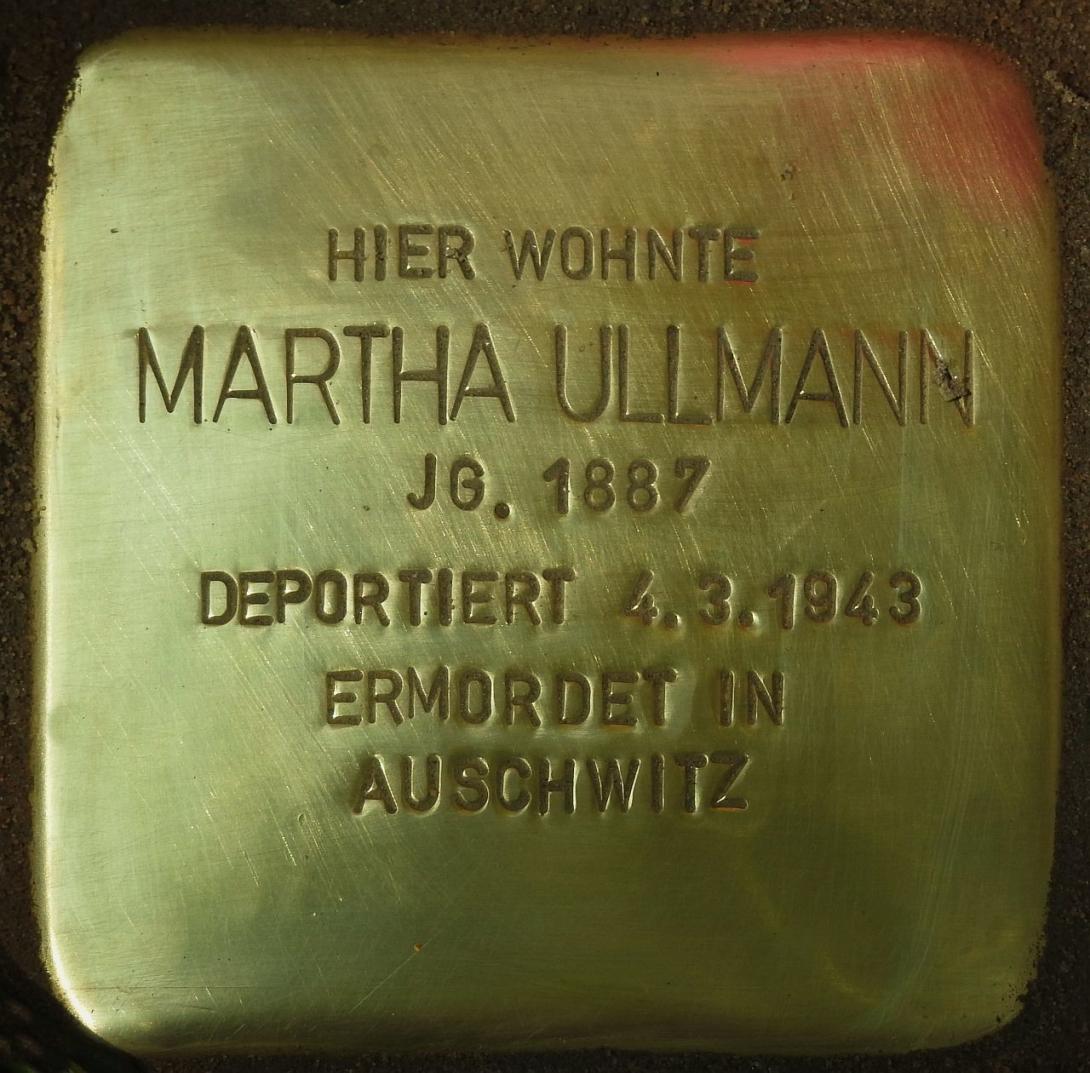 HIER WOHNTE
MARTHA ULLMANN
JG. 1887
DEPORTIERT 4.3.1943
ERMORDET IN
AUSCHWITZ